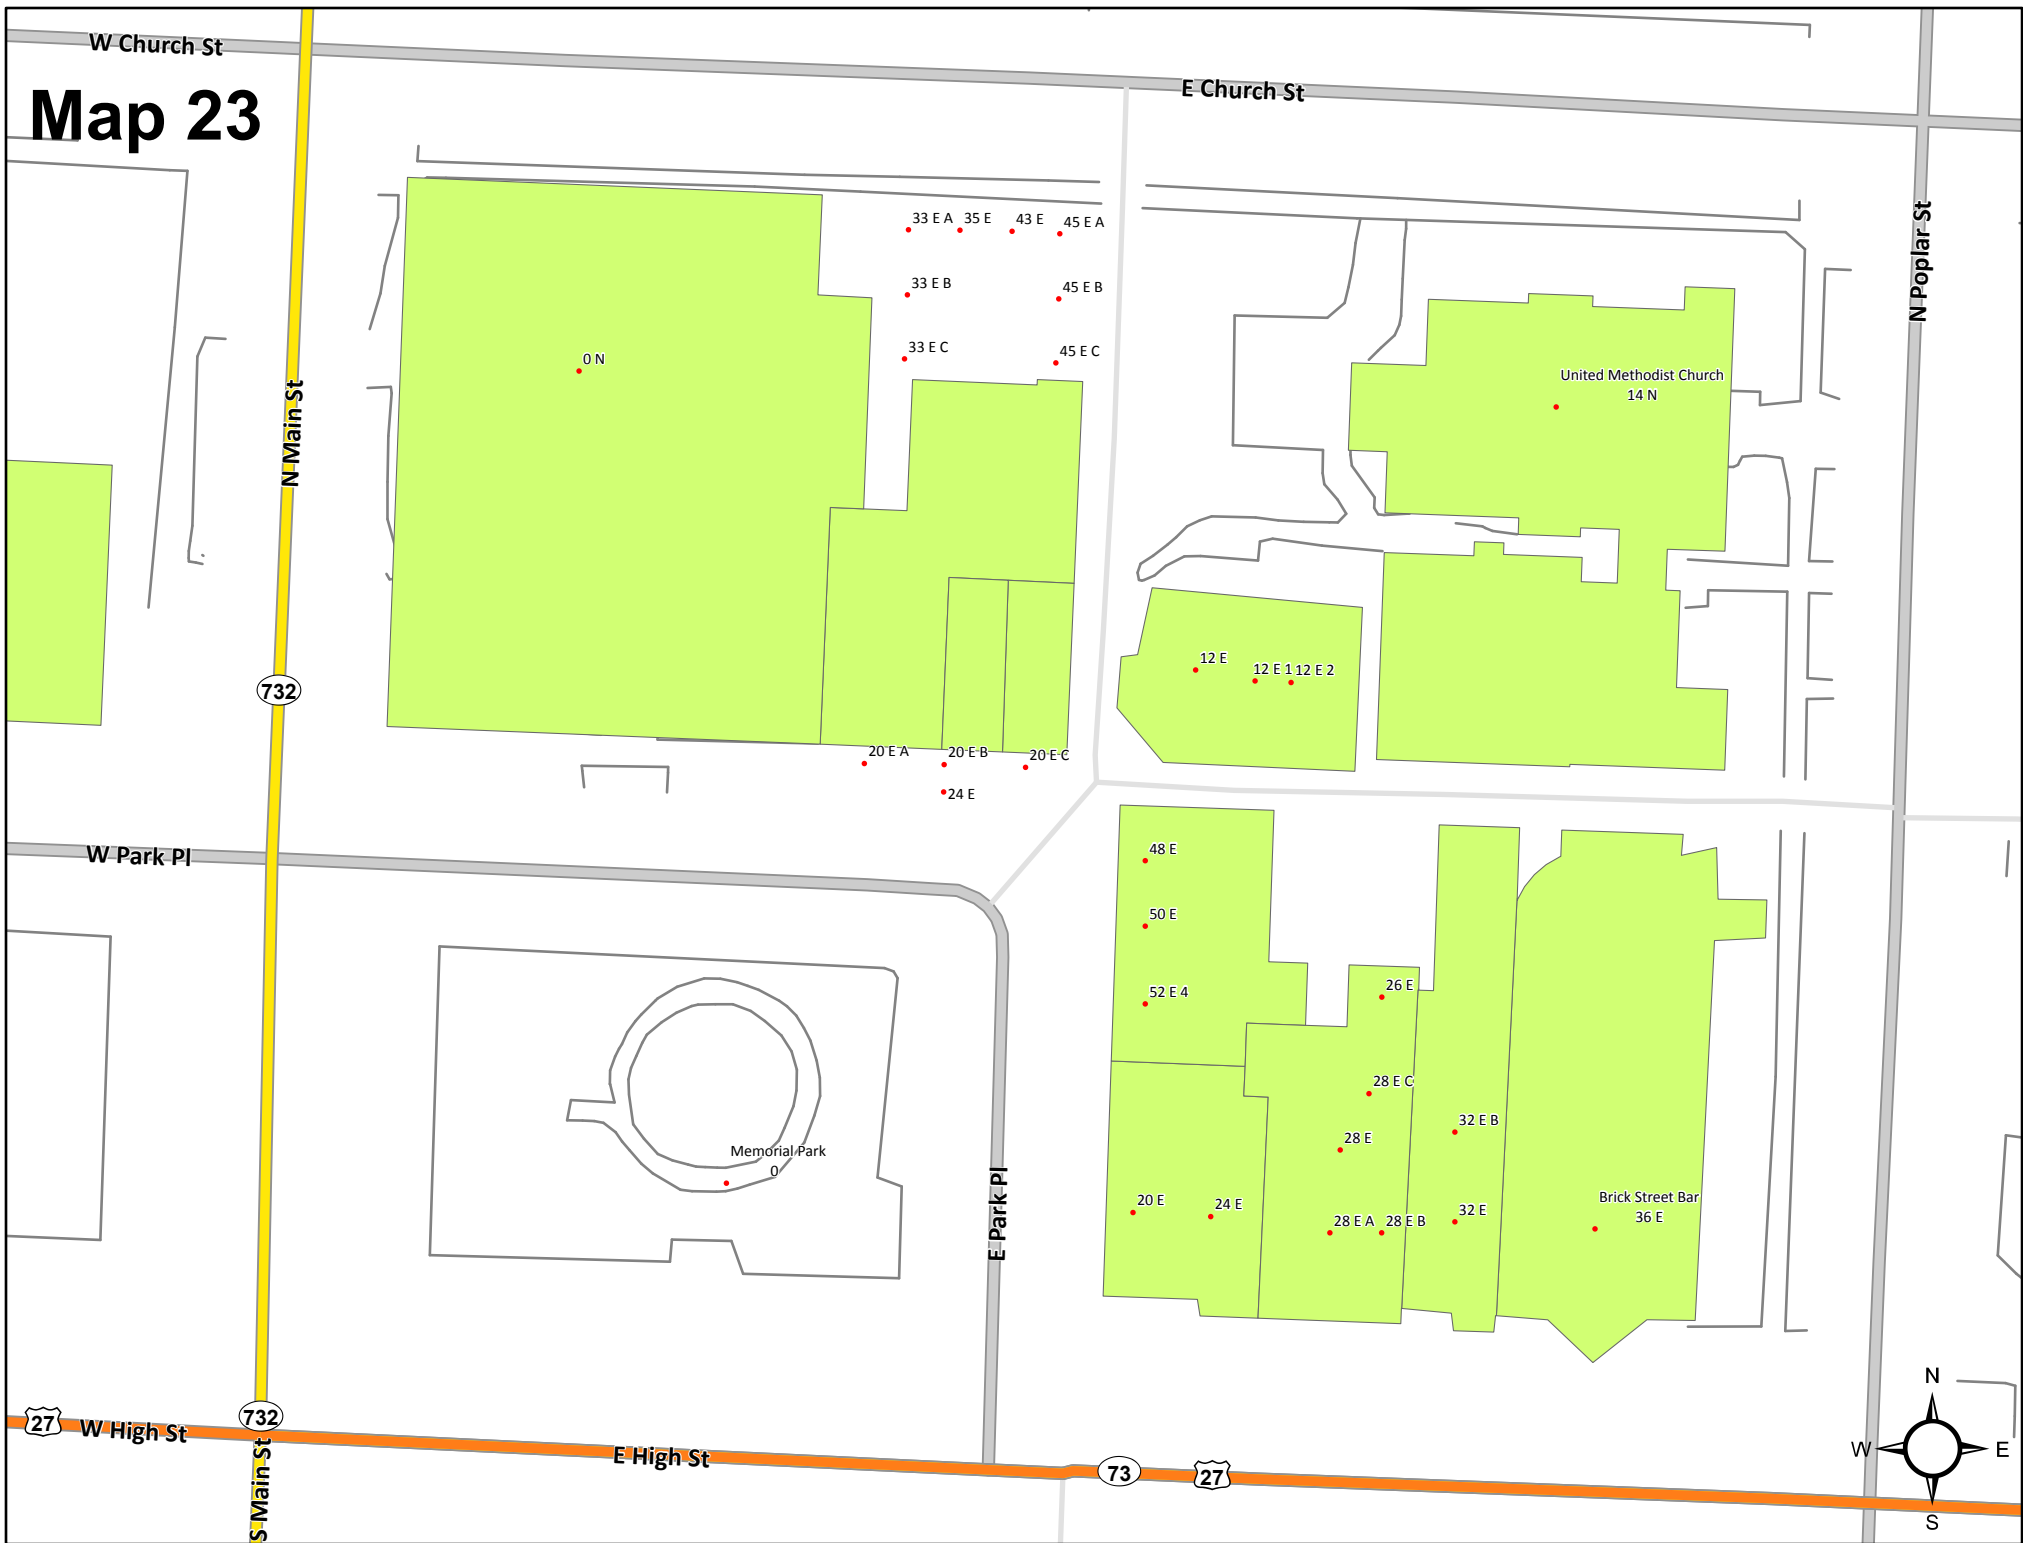 W Church St
E Church St
Map 23
33 E A
35 E
43 E
45 E A
N Poplar St
33 E B
45 E B
33 E C
45 E C
0 N
United Methodist Church
14 N
N Main St
12 E
12 E 1
12 E 2
732
20 E A
20 E B
20 E C
24 E
W Park Pl
48 E
50 E
52 E 4
26 E
28 E C
32 E B
28 E
Memorial Park
0
20 E
24 E
28 E A
28 E B
32 E
Brick Street Bar
36 E
E Park Pl
N
W
E
S
27
W High St
732
E High St
73
27
S Main St